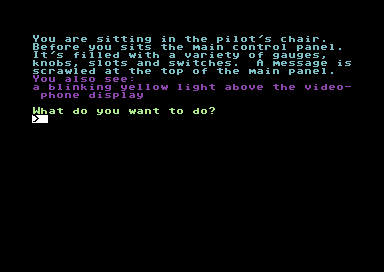 You are sitting in the pilot's chair.
Before you sits the main control panel.
It's filled with a variety of gauges,
knobs, slots and switches.  A message is
scrawled at the top of the main panel.
You also see:
a blinking yellow light above the video-
phone display
What do you want to do?
>